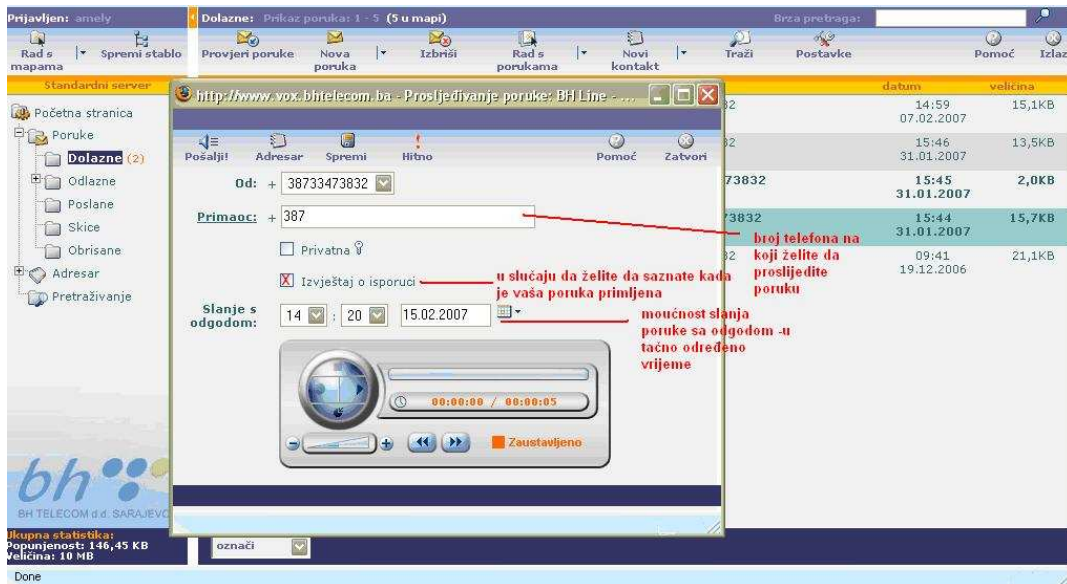 Prijavljen: amely
Dolazne: Prikaz poruka: 1 - 5 (5 u mapi)
Brza pretraga:
Rad s mapama
Spremi stablo
Provjeri poruke
Nova poruka
Izbriši
Rad s porukama
Novi kontakt
Traži
Postavke
Pomoć
Izlaz
Standardni server
Početna stranica
Poruke
Dolazne (2)
Odlazne
Poslane
Skice
Obrisane
Adresar
Pretraživanje
datum
velicina
32
14:59
07.02.2007
15,1KB
32
15:46
31.01.2007
13,5KB
73832
15:45
31.01.2007
2,0KB
73832
15:44
31.01.2007
15,7KB
32
09:41
19.12.2006
21,1KB
http://www.vox.bhtelecom.ba - Prosljeđivanje poruke: BH Line - ...
Pošalji!
Adresar
Spremi
Hitno
Pomoć
Zatvori
Od: + 38733473832
Primaoc: + 387
Privatna
Izvještaj o isporuci
Slanje s
odgodom:
14 : 20 15.02.2007
00:00:00 / 00:00:05
Zaustavljeno
broj telefona na
koji želite da
proslijedite
poruku
u slućaju da želite da saznate kada
je vaša poruka primljena
moućnost slanja
poruke sa odgodom -u
taćno određeno
vrijeme
bh
BH TELECOM d.d. SARAJEVO
Ukupna statistika:
Popunjenost: 146,45 KB
Veličina: 10 MB
označi
Done